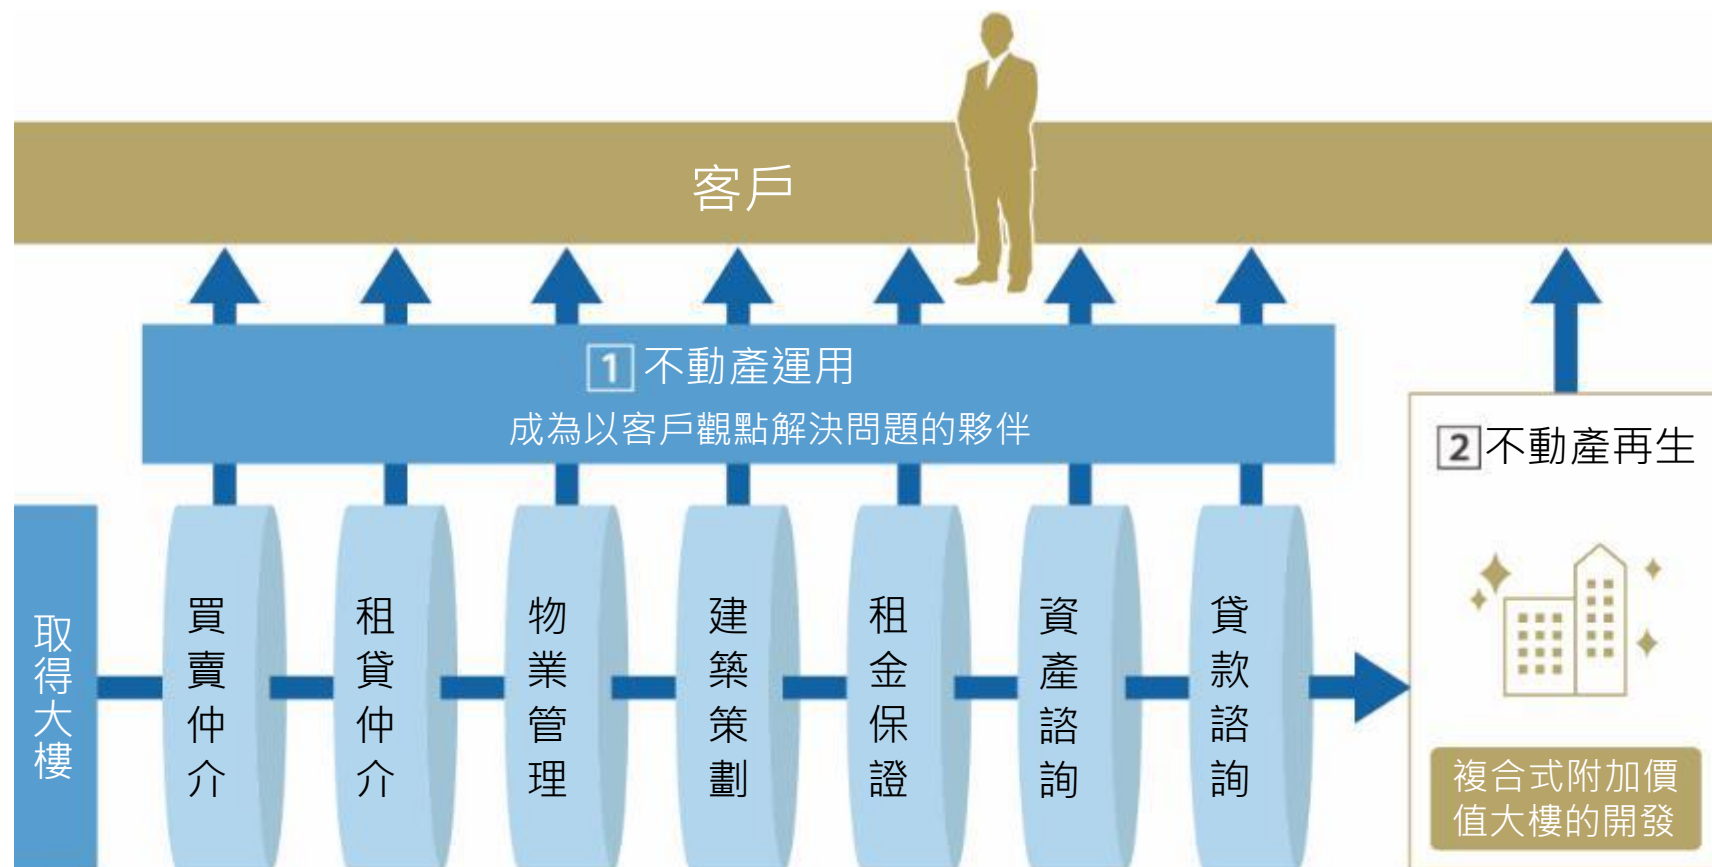 客戶
1 不動產運用
成為以客戶觀點解決問題的夥伴
2 不動產再生
取得大樓
買賣仲介
租貸仲介
物業管理
建築策劃
租金保證
資產諮詢
貸款諮詢
複合式附加價
值大樓的開發